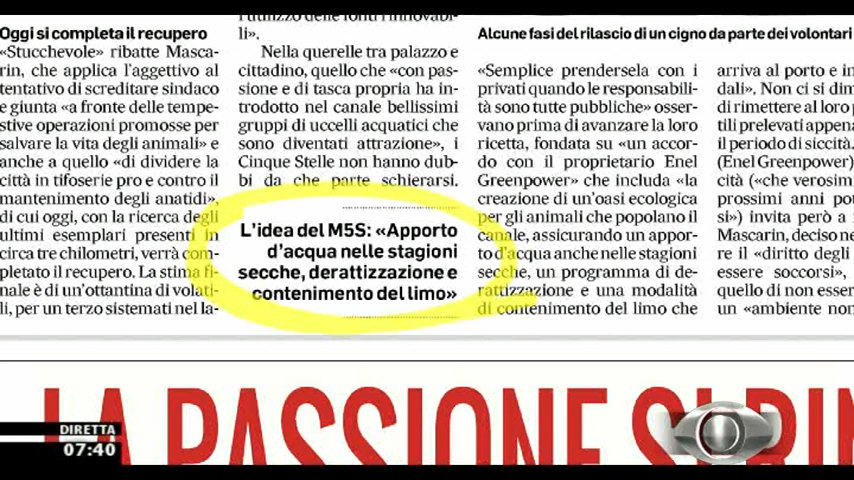 l'utilizzo delle fonti rinnovabi-
li».
Nella querelle tra palazzo e
cittadino, quello che «con pas-
sione e di tasca propria ha in-
trodotto nel canale bellissimi
gruppi di uccelli acquatici che
sono diventati attrazione», i
Cinque Stelle non hanno dub-
bi da che parte schierarsi.
Oggi si completa il recupero
«Stucchevole» ribatte Masca-
rin, che applica l'aggettivo al
tentativo di screditare sindaco
e giunta «a fronte delle tempe-
stive operazioni promosse per
salvare la vita degli animali» e
anche a quello «di dividere la
città in tifoserie pro e contro il
mantenimento degli anatidi»,
di cui oggi, con la ricerca degli
ultimi esemplari presenti in
circa tre chilometri, verrà com-
pletato il recupero. La stima fi-
nale è di un'ottantina di volati-
li, per un terzo sistemati nel la-
L'idea del M5S: «Apporto
d'acqua nelle stagioni
secche, derattizzazione e
contenimento del limo»
Alcune fasi del rilascio di un cigno da parte dei volontari
«Semplice prendersela con i
privati quando le responsabili-
tà sono tutte pubbliche» osser-
vano prima di avanzare la loro
ricetta, fondata su «un accor-
do con il proprietario Enel
Greenpower» che includa «la
creazione di un'oasi ecologica
per gli animali che popolano il
canale, assicurando un appor-
to d'acqua anche nelle stagioni
secche, un programma di de-
rattizzazione e una modalità
di contenimento del limo che
arriva al porto e in
dali». Non ci si dim
di rimettere al loro p
tili prelevati appena
il periodo di siccità.
(Enel Greenpower)
cità («che verosim
prossimi anni pot
si») invita però a
Mascarin, deciso ne
re il «diritto degli
essere soccorsi»,
quello di non esser
un «ambiente non
LA PASSIONE SI RIN
DIRETTA
07:40